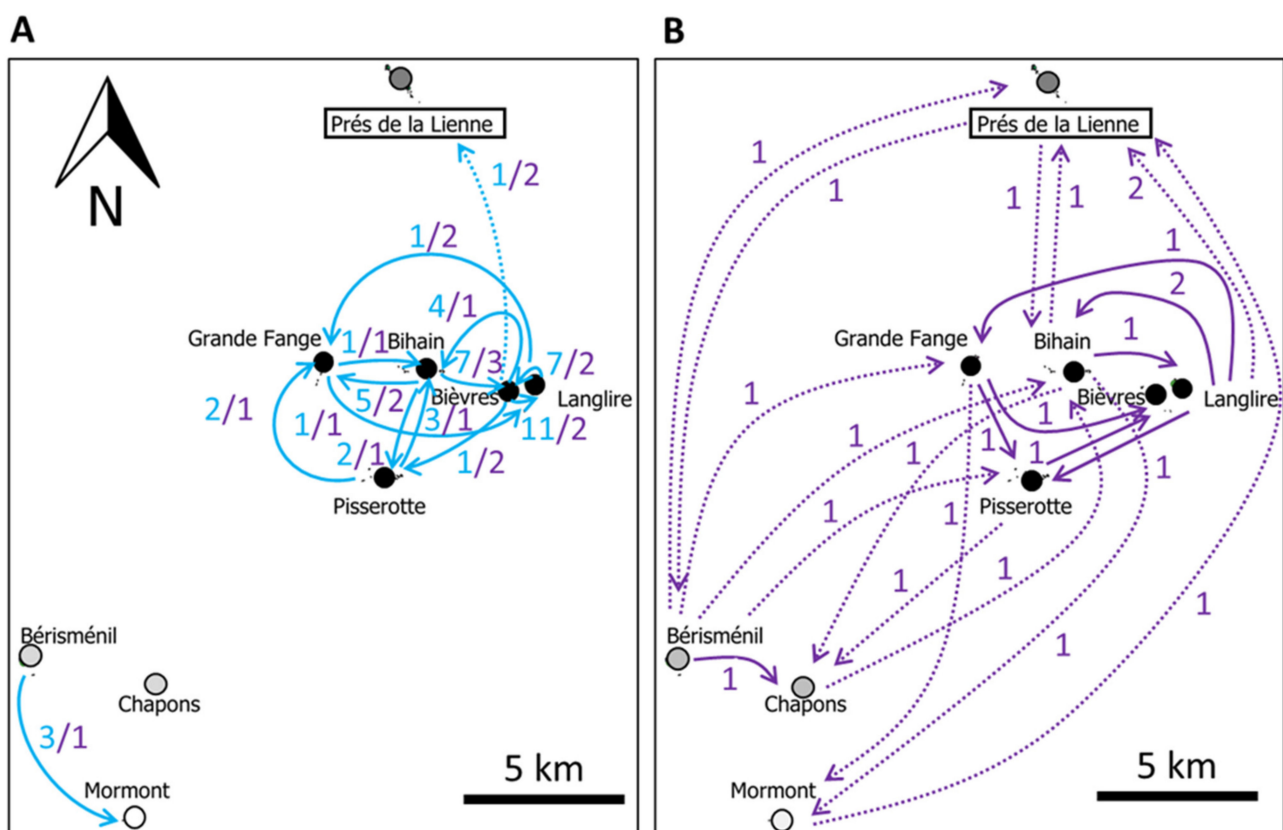 A
N
Prés de la Lienne
1/2
1/2
4/1
Grande Fange
1/1
Bihain
7/3
7/2
Bièvres
Langlire
2/1
1/1
5/2
3/1
11/2
2/1
1/2
Pisserotte
Bérisménil
Chapons
3/1
Mormont
5 km
B
Prés de la Lienne
1
1
1
1
2
1
2
Grande Fange
Bihain
1
Bièvres
Langlire
1
1
1
1
1
1
1
1
Pisserotte
1
1
1
1
Bérisménil
1
Chapons
1
Mormont
5 km